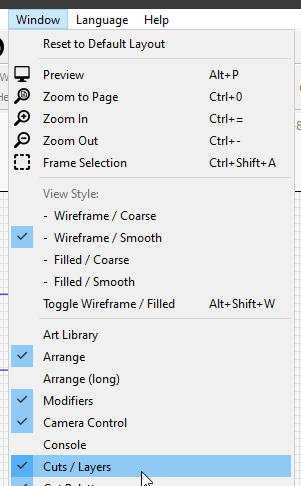 Window Language Help
Reset to Default Layout
Preview Alt+P
Zoom to Page Ctrl+0
Zoom In Ctrl+=
Zoom Out Ctrl+-
Frame Selection Ctrl+Shift+A
View Style:
- Wireframe / Coarse
- Wireframe / Smooth
- Filled / Coarse
- Filled / Smooth
Toggle Wireframe / Filled Alt+Shift+W
Art Library
Arrange
Arrange (long)
Modifiers
Camera Control
Console
Cuts / Layers